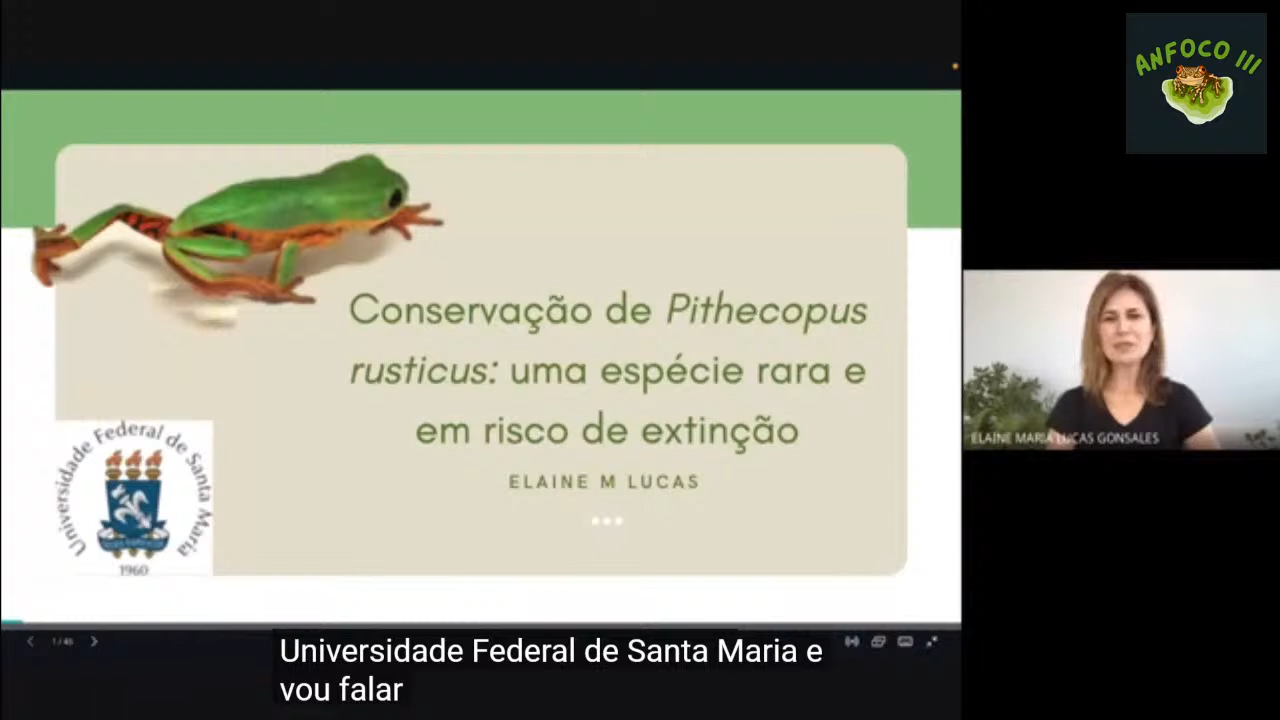 ANFOCO III
Conservação de Pithecopus
rusticus: uma espécie rara e
em risco de extinção
ELAINE M LUCAS
Universidade Federal de Santa Maria
1960
ELAINE MARIA LUCAS GONSALES
Universidade Federal de Santa Maria e
vou falar